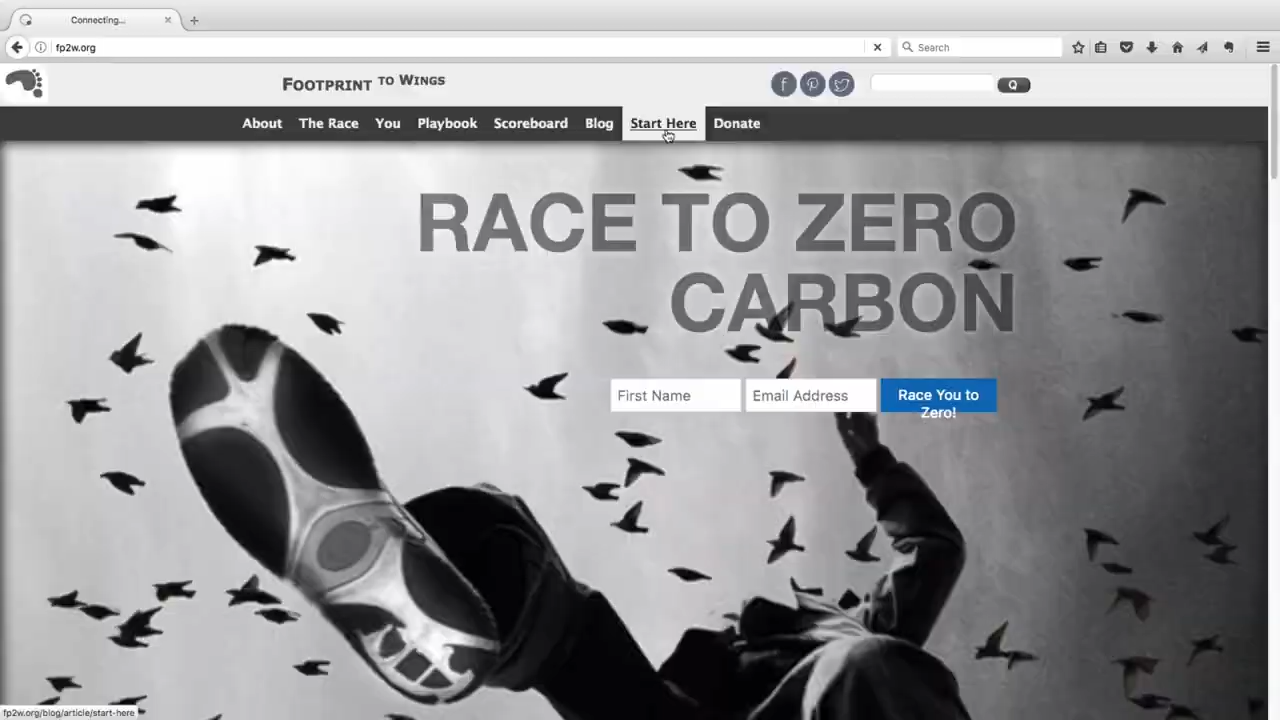 Connecting...
fp2w.org
Search
FOOTPRINT TO WINGS
Q
About The Race You Playbook Scoreboard Blog Start Here Donate
RACE TO ZERO
CARBON
First Name Email Address Race You to
Zero!
fp2w.org/blog/article/start-here